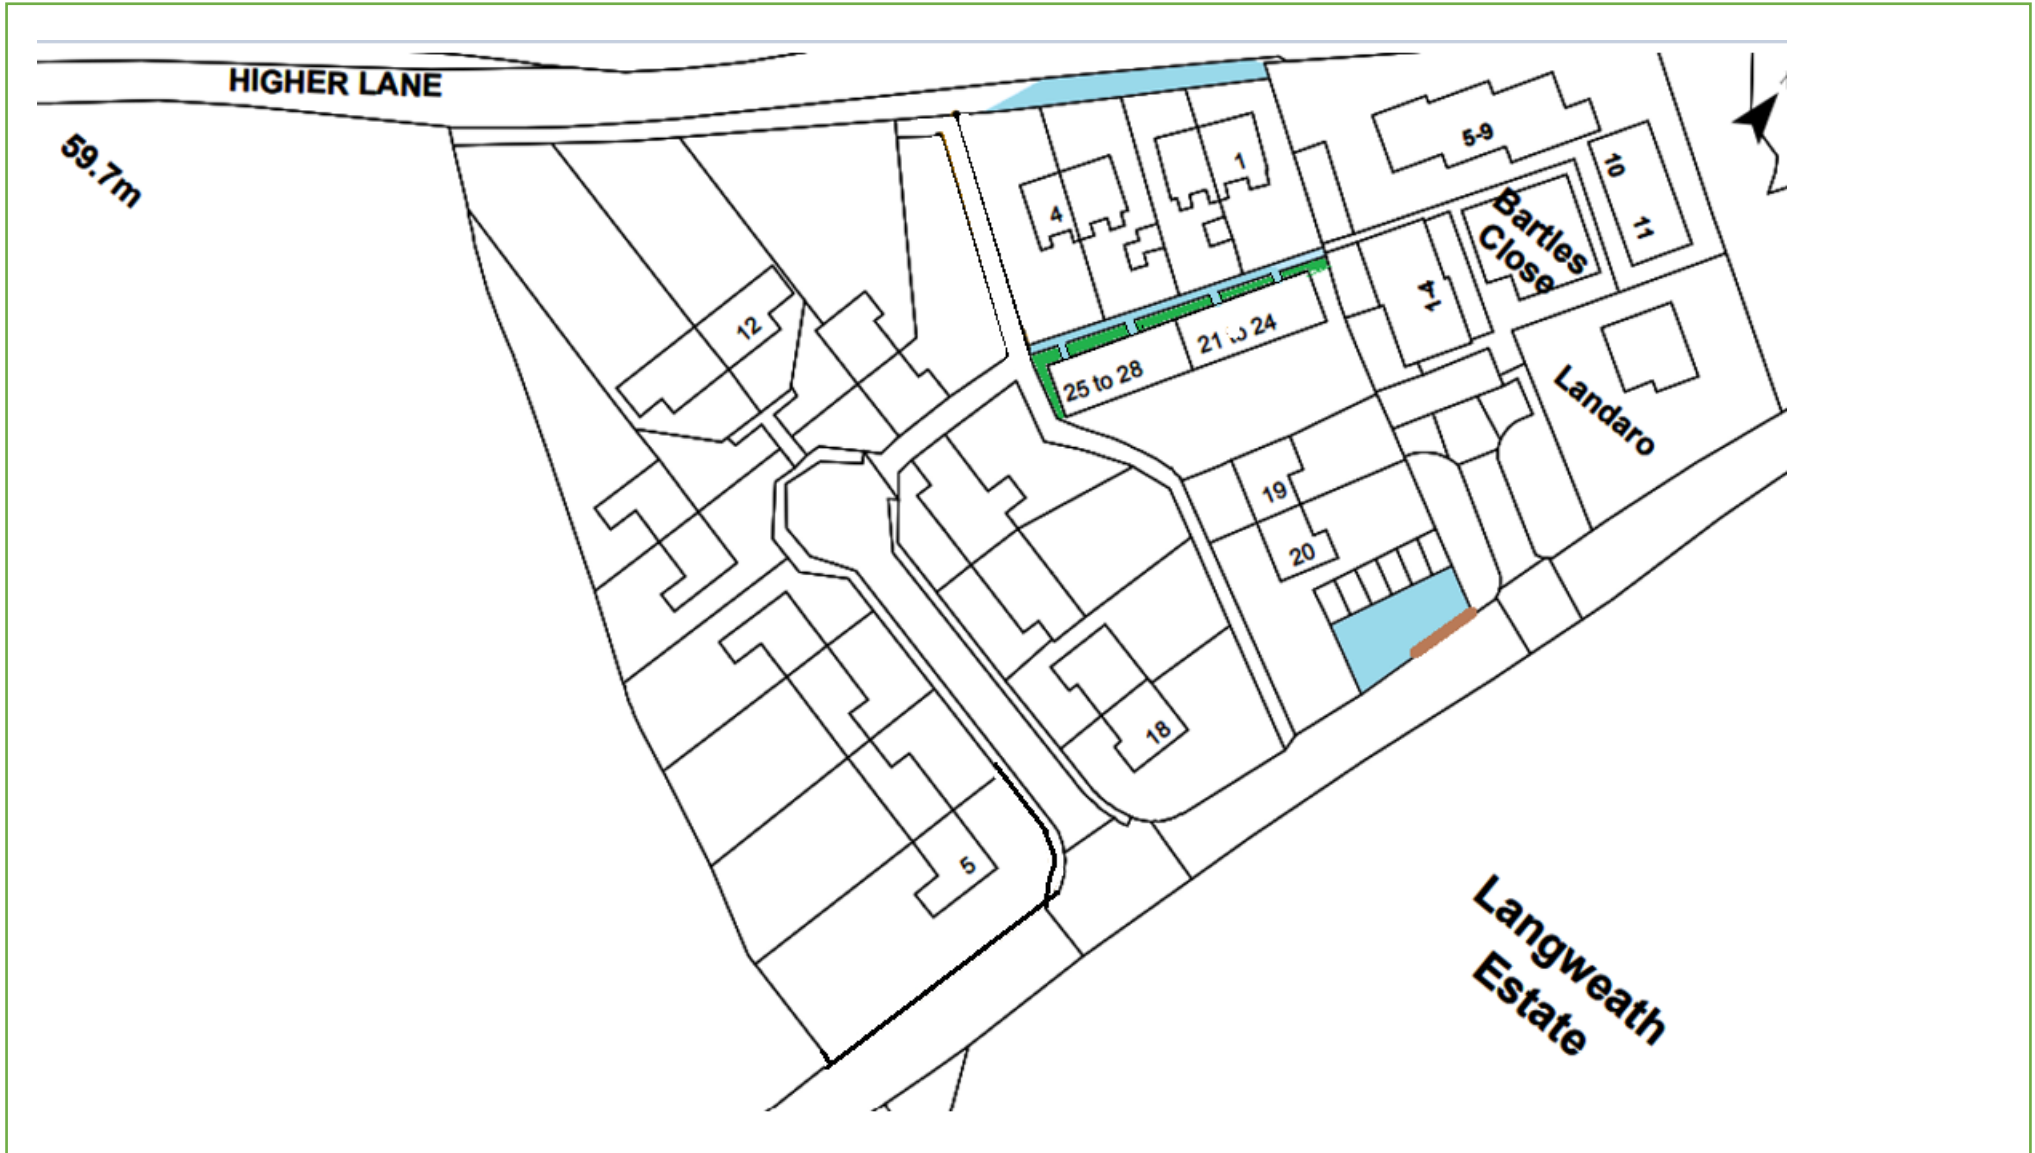 HIGHER LANE
59.7m
5-9
10
11
1
4
Bartles
Close
1-4
12
21 to 24
25 to 28
Landaro
19
20
18
5
Langweath
Estate